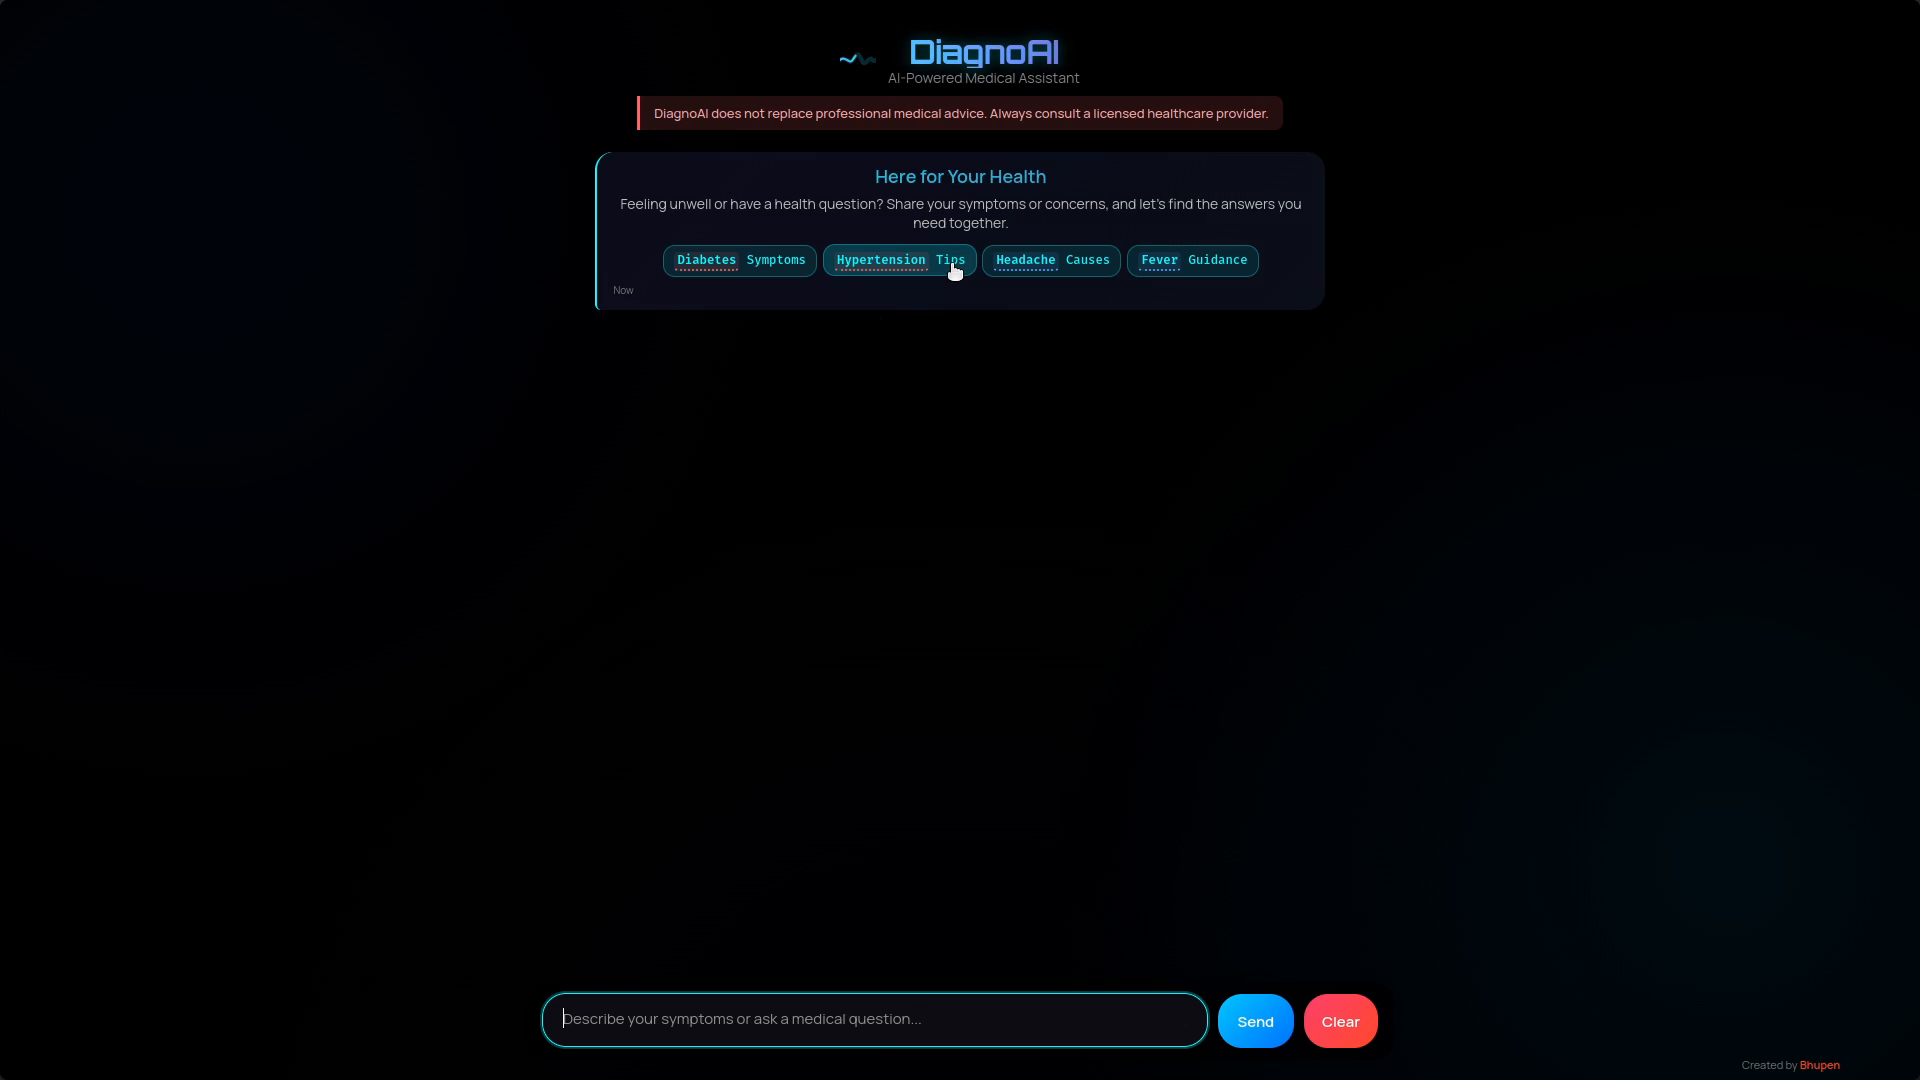 DiagnoAI
AI-Powered Medical Assistant
DiagnoAI does not replace professional medical advice. Always consult a licensed healthcare provider.
Here for Your Health
Feeling unwell or have a health question? Share your symptoms or concerns, and let's find the answers you
need together.
Diabetes Symptoms
Hypertension Tips
Headache Causes
Fever Guidance
Now
Describe your symptoms or ask a medical question...
Send
Clear
Created by Bhupen